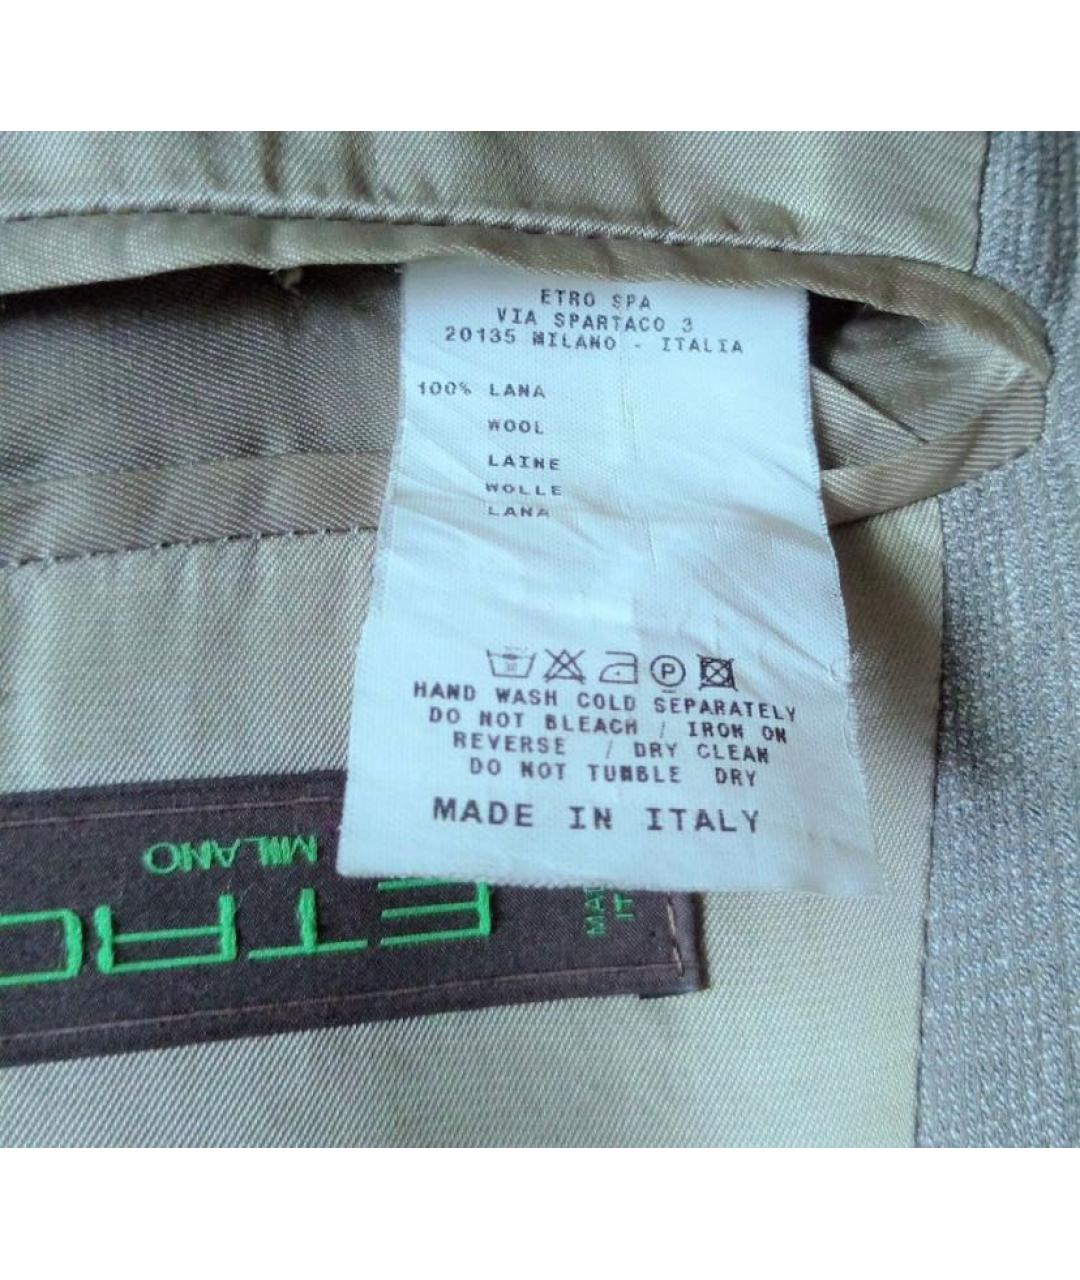 ETRO SPA
VIA SPARTACO 3
20135 MILANO - ITALIA
100% LANA
WOOL
LAINE
WOLLE
LANA
P
HAND WASH COLD SEPARATELY
DO NOT BLEACH / IRON ON
REVERSE / DRY CLEAN
DO NOT TUMBLE DRY
MADE IN ITALY
MILANO
ETRO